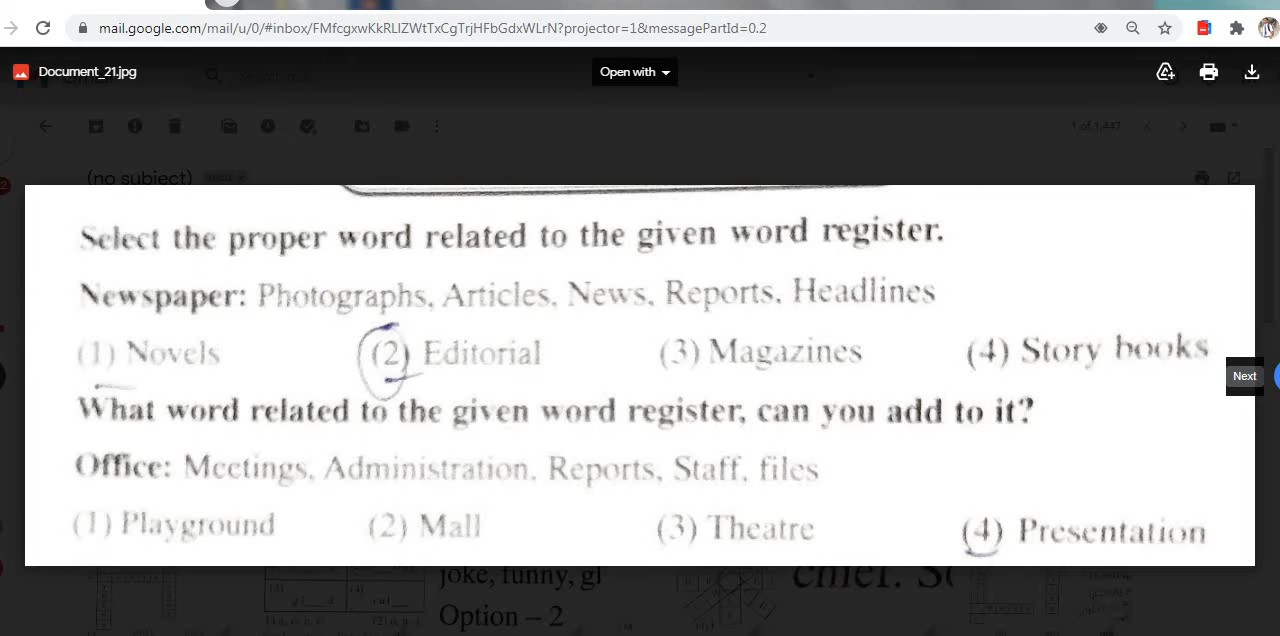 mail.google.com/mail/u/0/#inbox/FMfcgxwKkRLlZWtTxCgTrjHFbGdxWLrN?projector=1&messagePartId=0.2
Document_21.jpg
Open with
1 of 1,447
(no subject)
Select the proper word related to the given word register.
Newspaper: Photographs, Articles, News, Reports, Headlines
(1) Novels (2) Editorial (3) Magazines (4) Story books
Next
What word related to the given word register, can you add to it?
Office: Meetings, Administration, Reports, Staff, files
(1) Playground (2) Mall (3) Theatre (4) Presentation
joke, funny, gl
chief. So
Option – 2